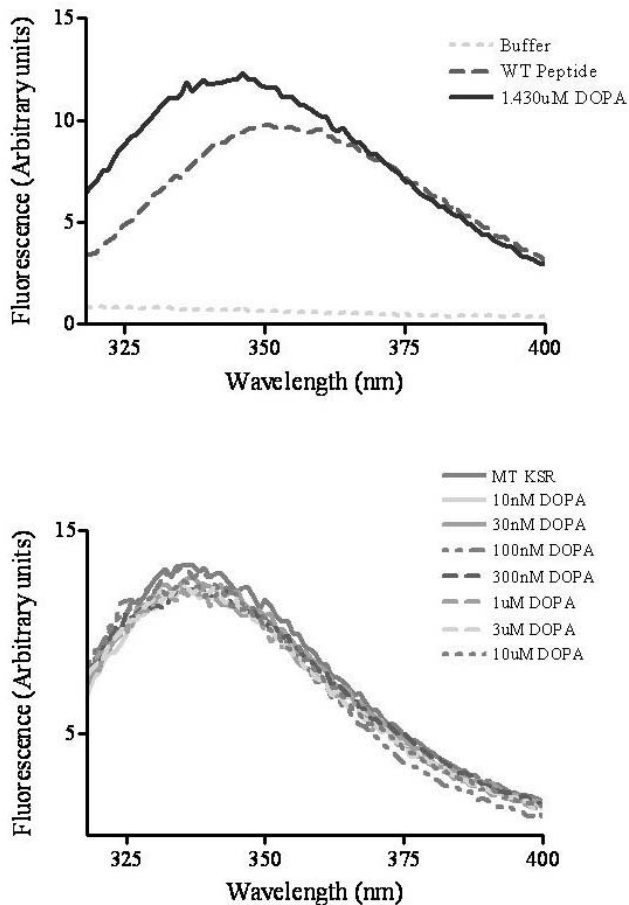 15
10
5
0
Fluorescence (Arbitrary units)
Buffer
WT Peptide
1.430uM DOPA
325 350 375 400
Wavelength (nm)
MT KSR
10nM DOPA
30nM DOPA
100nM DOPA
300nM DOPA
1uM DOPA
3uM DOPA
10uM DOPA
15
5
Fluorescence (Arbitrary units)
325 350 375 400
Wavelength (nm)